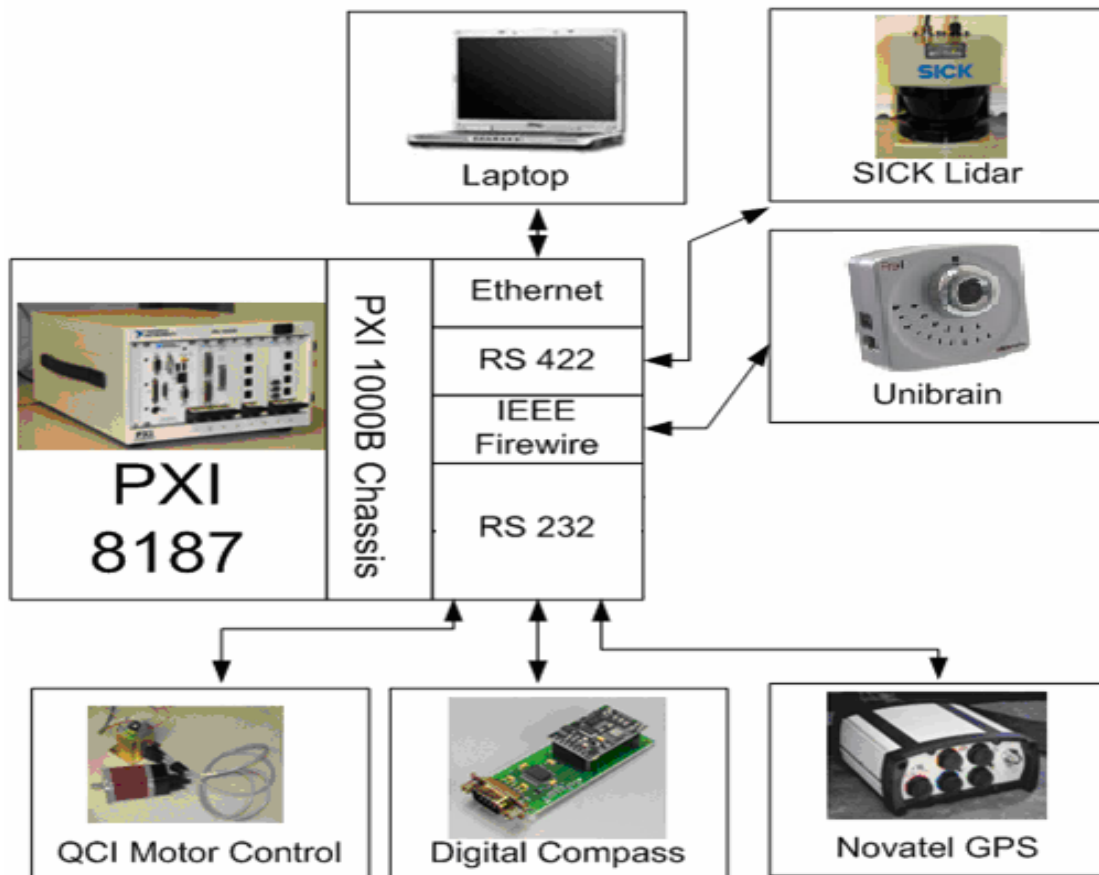 Laptop
SICK
SICK Lidar
Unibrain
Ethernet
RS 422
IEEE
Firewire
RS 232
PXI 1000B Chassis
PXI
PXI
8187
QCI Motor Control
Digital Compass
Novatel GPS